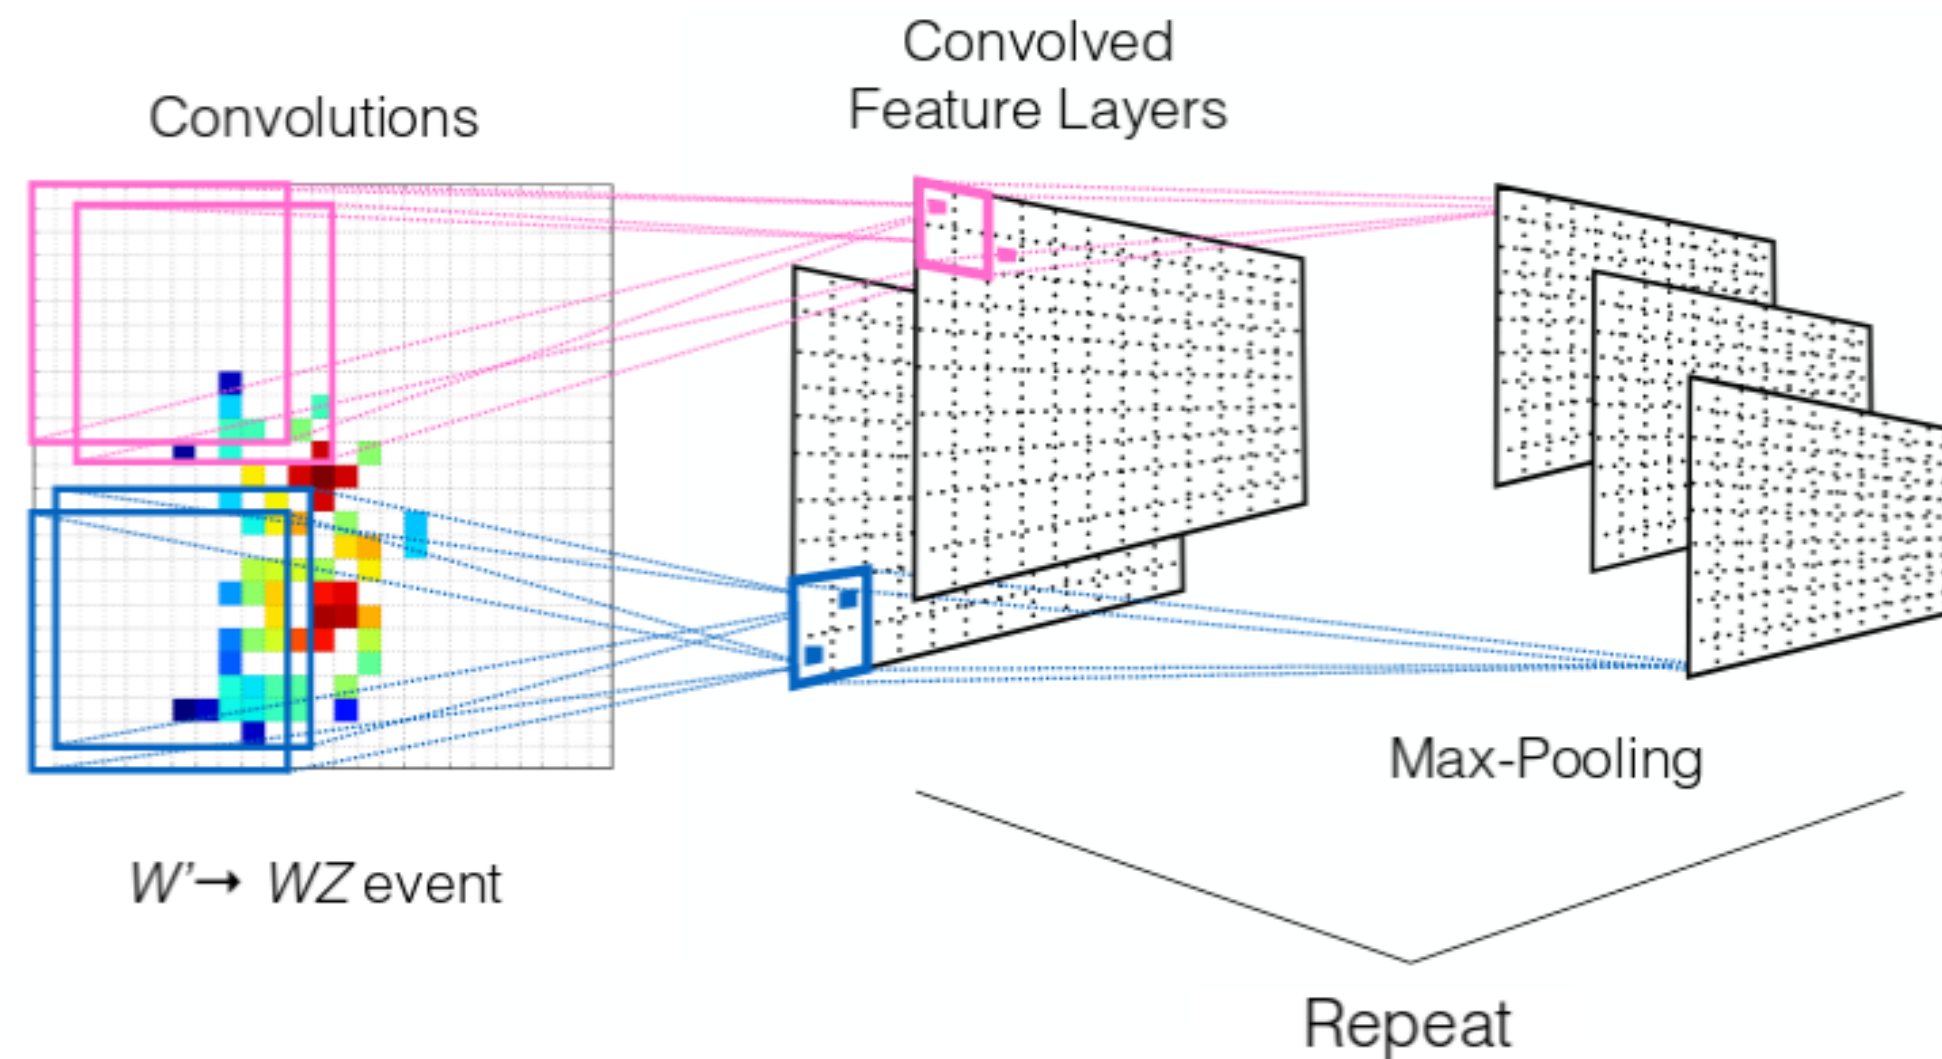 Convolutions
Convolved
Feature Layers
Max-Pooling
W'→ WZ event
Repeat